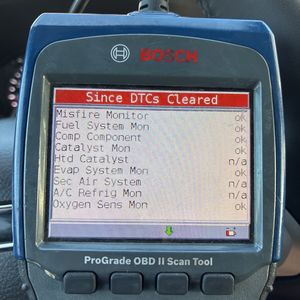 BOSCH
Since DTCs Cleared
Misfire Monitor ok
Fuel System Mon ok
Comp Component ok
Catalyst Mon ok
Htd Catalyst n/a
Evap System Mon ok
Sec Air System n/a
A/C Refrig Mon n/a
Oxygen Sens Mon ok
ProGrade OBD II Scan Tool